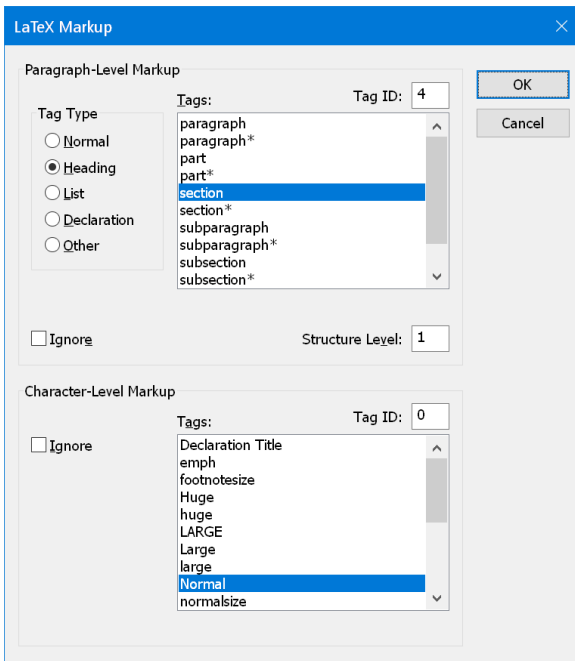 LaTeX Markup
Paragraph-Level Markup
OK
Cancel
Tag Type
Normal
Heading
List
Declaration
Other
Tags:
Tag ID: 4
paragraph
paragraph*
part
part*
section
section*
subparagraph
subparagraph*
subsection
subsection*
Ignore
Structure Level: 1
Character-Level Markup
Ignore
Tags:
Tag ID: 0
Declaration Title
emph
footnotesize
Huge
huge
LARGE
Large
large
Normal
normalsize